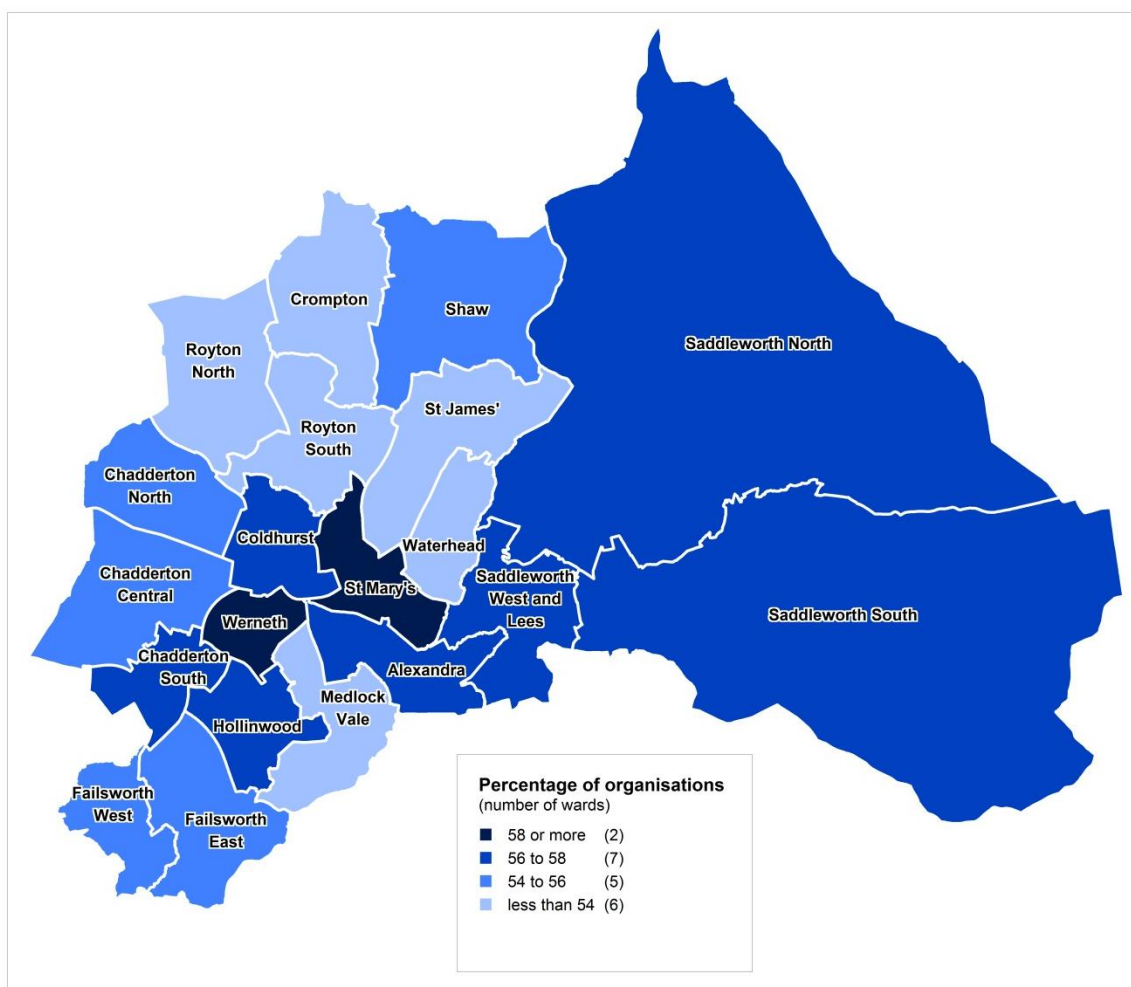 Crompton
Shaw
Saddleworth North
Royton
North
St James'
Royton
South
Chadderton
North
Coldhurst
Waterhead
Chadderton
Central
St Mary's
Saddleworth
West and
Lees
Saddleworth South
Werneth
Chadderton
South
Alexandra
Medlock
Vale
Hollinwood
Failsworth
West
Failsworth
East
Percentage of organisations
(number of wards)
58 or more (2)
56 to 58 (7)
54 to 56 (5)
less than 54 (6)